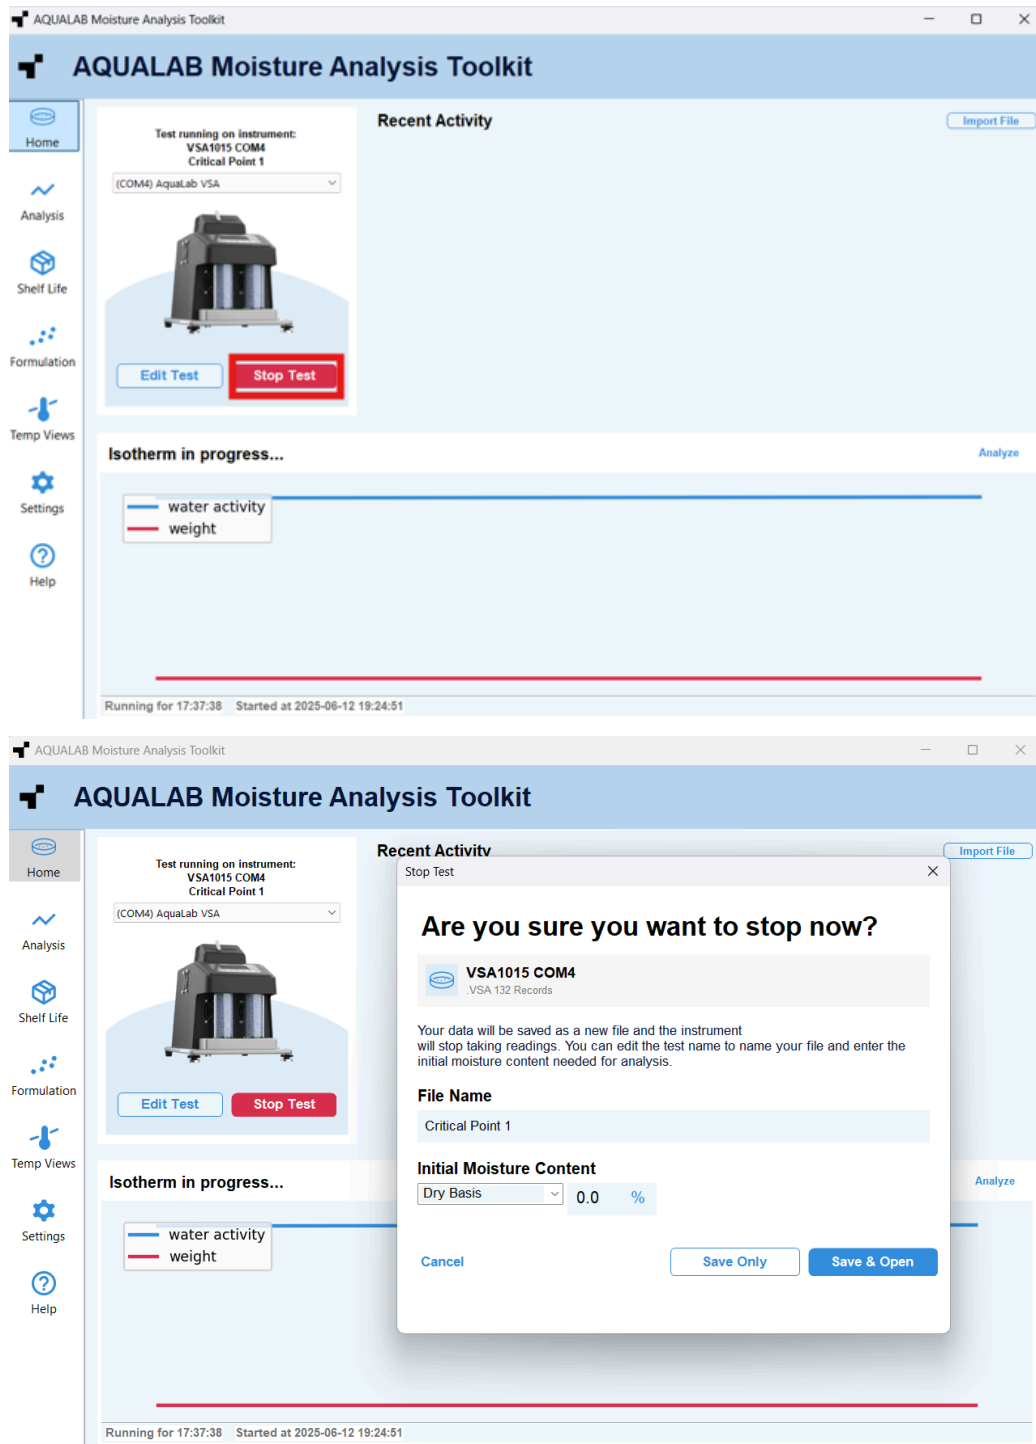 AQUALAB Moisture Analysis Toolkit
AQUALAB Moisture Analysis Toolkit
Home
Analysis
Shelf Life
Formulation
Temp Views
Settings
Help
Test running on instrument:
VSA1015 COM4
Critical Point 1
(COM4) AquaLab VSA
Edit Test
Stop Test
Recent Activity
Import File
Isotherm in progress...
Analyze
water activity
weight
Running for 17:37:38 Started at 2025-06-12 19:24:51
AQUALAB Moisture Analysis Toolkit
AQUALAB Moisture Analysis Toolkit
Home
Analysis
Shelf Life
Formulation
Temp Views
Settings
Help
Test running on instrument:
VSA1015 COM4
Critical Point 1
(COM4) AquaLab VSA
Edit Test
Stop Test
Recent Activity
Import File
Stop Test
Are you sure you want to stop now?
VSA1015 COM4
.VSA 132 Records
Your data will be saved as a new file and the instrument
will stop taking readings. You can edit the test name to name your file and enter the
initial moisture content needed for analysis.
File Name
Critical Point 1
Initial Moisture Content
Dry Basis
0.0 %
Cancel
Save Only
Save & Open
Isotherm in progress...
Analyze
water activity
weight
Running for 17:37:38 Started at 2025-06-12 19:24:51